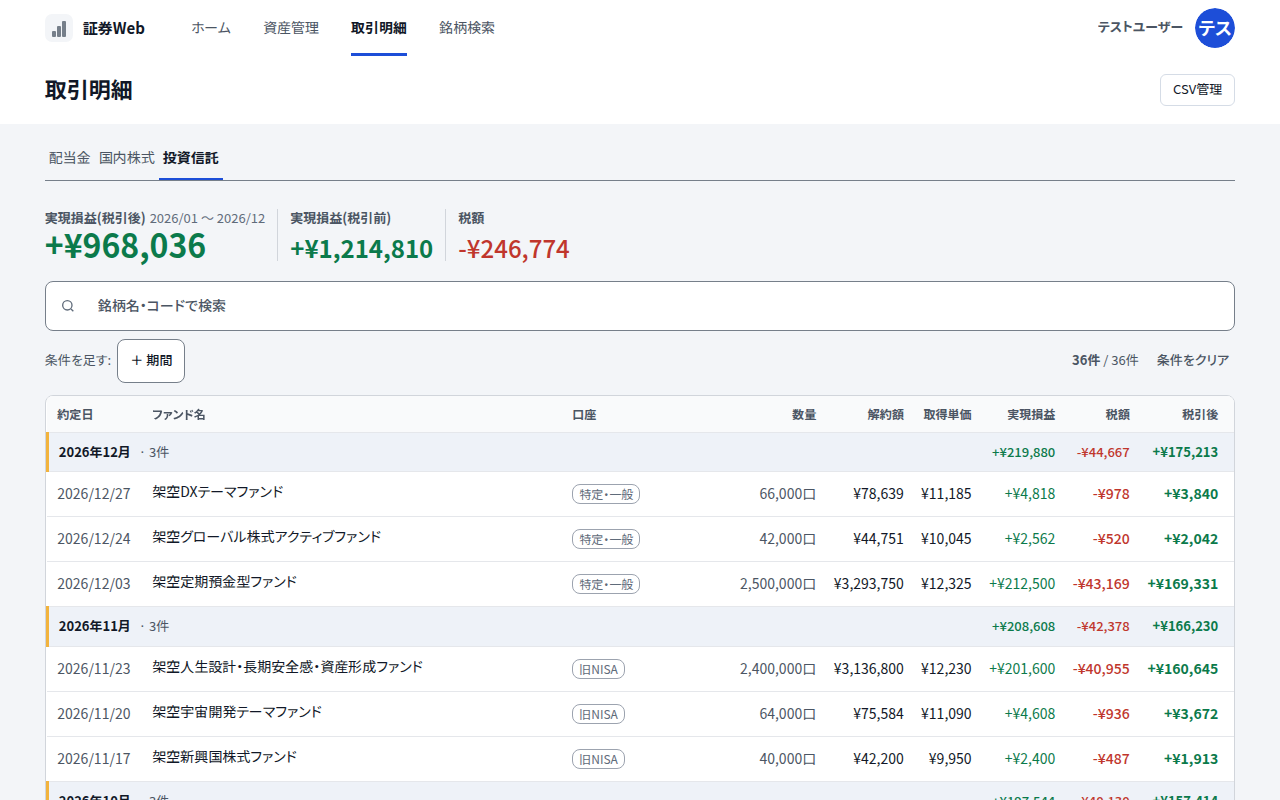 証券Web ホーム 資産管理 取引明細 銘柄検索 テストユーザー テス
取引明細 CSV管理
配当金 国内株式 投資信託
実現損益(税引後) 2026/01 〜 2026/12 実現損益(税引前) 税額
+¥968,036 +¥1,214,810 -¥246,774
銘柄名・コードで検索
条件を足す: ＋ 期間 36件 / 36件 条件をクリア
約定日 ファンド名 口座 数量 解約額 取得単価 実現損益 税額 税引後
2026年12月 · 3件 +¥219,880 -¥44,667 +¥175,213
2026/12/27 架空DXテーマファンド 特定・一般 66,000口 ¥78,639 ¥11,185 +¥4,818 -¥978 +¥3,840
2026/12/24 架空グローバル株式アクティブファンド 特定・一般 42,000口 ¥44,751 ¥10,045 +¥2,562 -¥520 +¥2,042
2026/12/03 架空定期預金型ファンド 特定・一般 2,500,000口 ¥3,293,750 ¥12,325 +¥212,500 -¥43,169 +¥169,331
2026年11月 · 3件 +¥208,608 -¥42,378 +¥166,230
2026/11/23 架空人生設計・長期安全感・資産形成ファンド 旧NISA 2,400,000口 ¥3,136,800 ¥12,230 +¥201,600 -¥40,955 +¥160,645
2026/11/20 架空宇宙開発テーマファンド 旧NISA 64,000口 ¥75,584 ¥11,090 +¥4,608 -¥936 +¥3,672
2026/11/17 架空新興国株式ファンド 旧NISA 40,000口 ¥42,200 ¥9,950 +¥2,400 -¥487 +¥1,913
2026年10月 · 3件